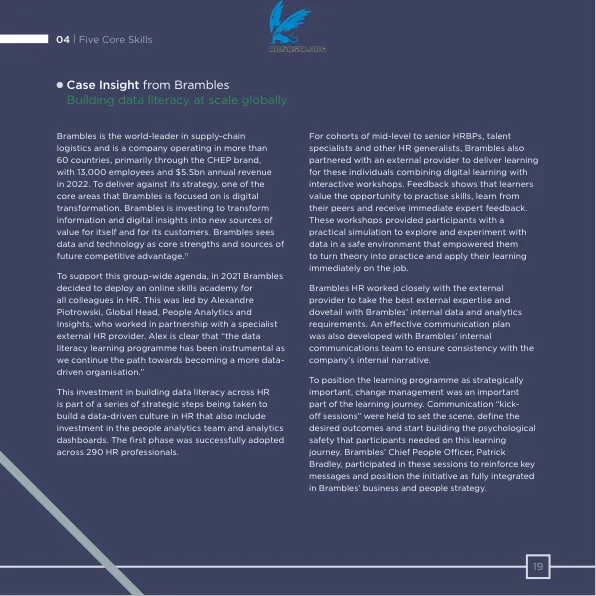 04 | Five Core Skills
Case Insight from Brambles
Building data literacy at scale globally
Brambles is the world-leader in supply-chain
logistics and is a company operating in more than
60 countries, primarily through the CHEP brand,
with 13,000 employees and $5.5bn annual revenue
in 2022. To deliver against its strategy, one of the
core areas that Brambles is focused on is digital
transformation. Brambles is investing to transform
information and digital insights into new sources of
value for itself and for its customers. Brambles sees
data and technology as core strengths and sources of
future competitive advantage.
To support this group-wide agenda, in 2021 Brambles
decided to deploy an online skills academy for
all colleagues in HR. This was led by Alexandre
Piotrowski, Global Head, People Analytics and
Insights, who worked in partnership with a specialist
external HR provider. Alex is clear that “the data
literacy learning programme has been instrumental as
we continue the path towards becoming a more data-
driven organisation.”
This investment in building data literacy across HR
is part of a series of strategic steps being taken to
build a data-driven culture in HR that also include
investment in the people analytics team and analytics
dashboards. The first phase was successfully adopted
across 290 HR professionals.
For cohorts of mid-level to senior HRBPs, talent
specialists and other HR generalists, Brambles also
partnered with an external provider to deliver learning
for these individuals combining digital learning with
interactive workshops. Feedback shows that learners
value the opportunity to practise skills, learn from
their peers and receive immediate expert feedback.
These workshops provided participants with a
practical simulation to explore and experiment with
data in a safe environment that empowered them
to turn theory into practice and apply their learning
immediately on the job.
Brambles HR worked closely with the external
provider to take the best external expertise and
dovetail with Brambles’ internal data and analytics
requirements. An effective communication plan
was also developed with Brambles’ internal
communications team to ensure consistency with the
company’s internal narrative.
To position the learning programme as strategically
important, change management was an important
part of the learning journey. Communication “kick-
off sessions” were held to set the scene, define the
desired outcomes and start building the psychological
safety that participants needed on this learning
journey. Brambles’ Chief People Officer, Patrick
Bradley, participated in these sessions to reinforce key
messages and position the initiative as fully integrated
in Brambles’ business and people strategy.
19